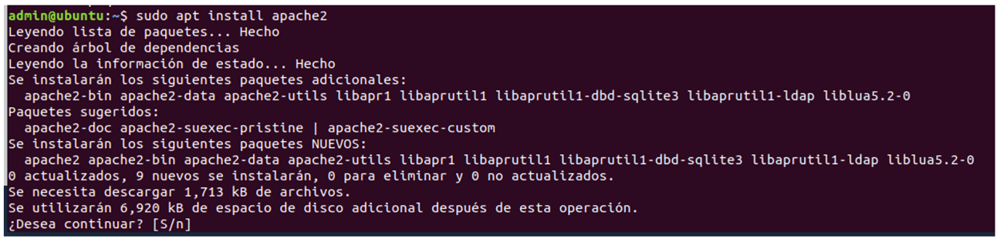 admin@ubuntu:~$ sudo apt install apache2
Leyendo lista de paquetes... Hecho
Creando árbol de dependencias
Leyendo la información de estado... Hecho
Se instalarán los siguientes paquetes adicionales:
  apache2-bin apache2-data apache2-utils libapr1 libaprutil1 libaprutil1-dbd-sqlite3 libaprutil1-ldap liblua5.2-0
Paquetes sugeridos:
  apache2-doc apache2-suexec-pristine | apache2-suexec-custom
Se instalarán los siguientes paquetes NUEVOS:
  apache2 apache2-bin apache2-data apache2-utils libapr1 libaprutil1 libaprutil1-dbd-sqlite3 libaprutil1-ldap liblua5.2-0
0 actualizados, 9 nuevos se instalarán, 0 para eliminar y 0 no actualizados.
Se necesita descargar 1,713 kB de archivos.
Se utilizarán 6,920 kB de espacio de disco adicional después de esta operación.
¿Desea continuar? [S/n]